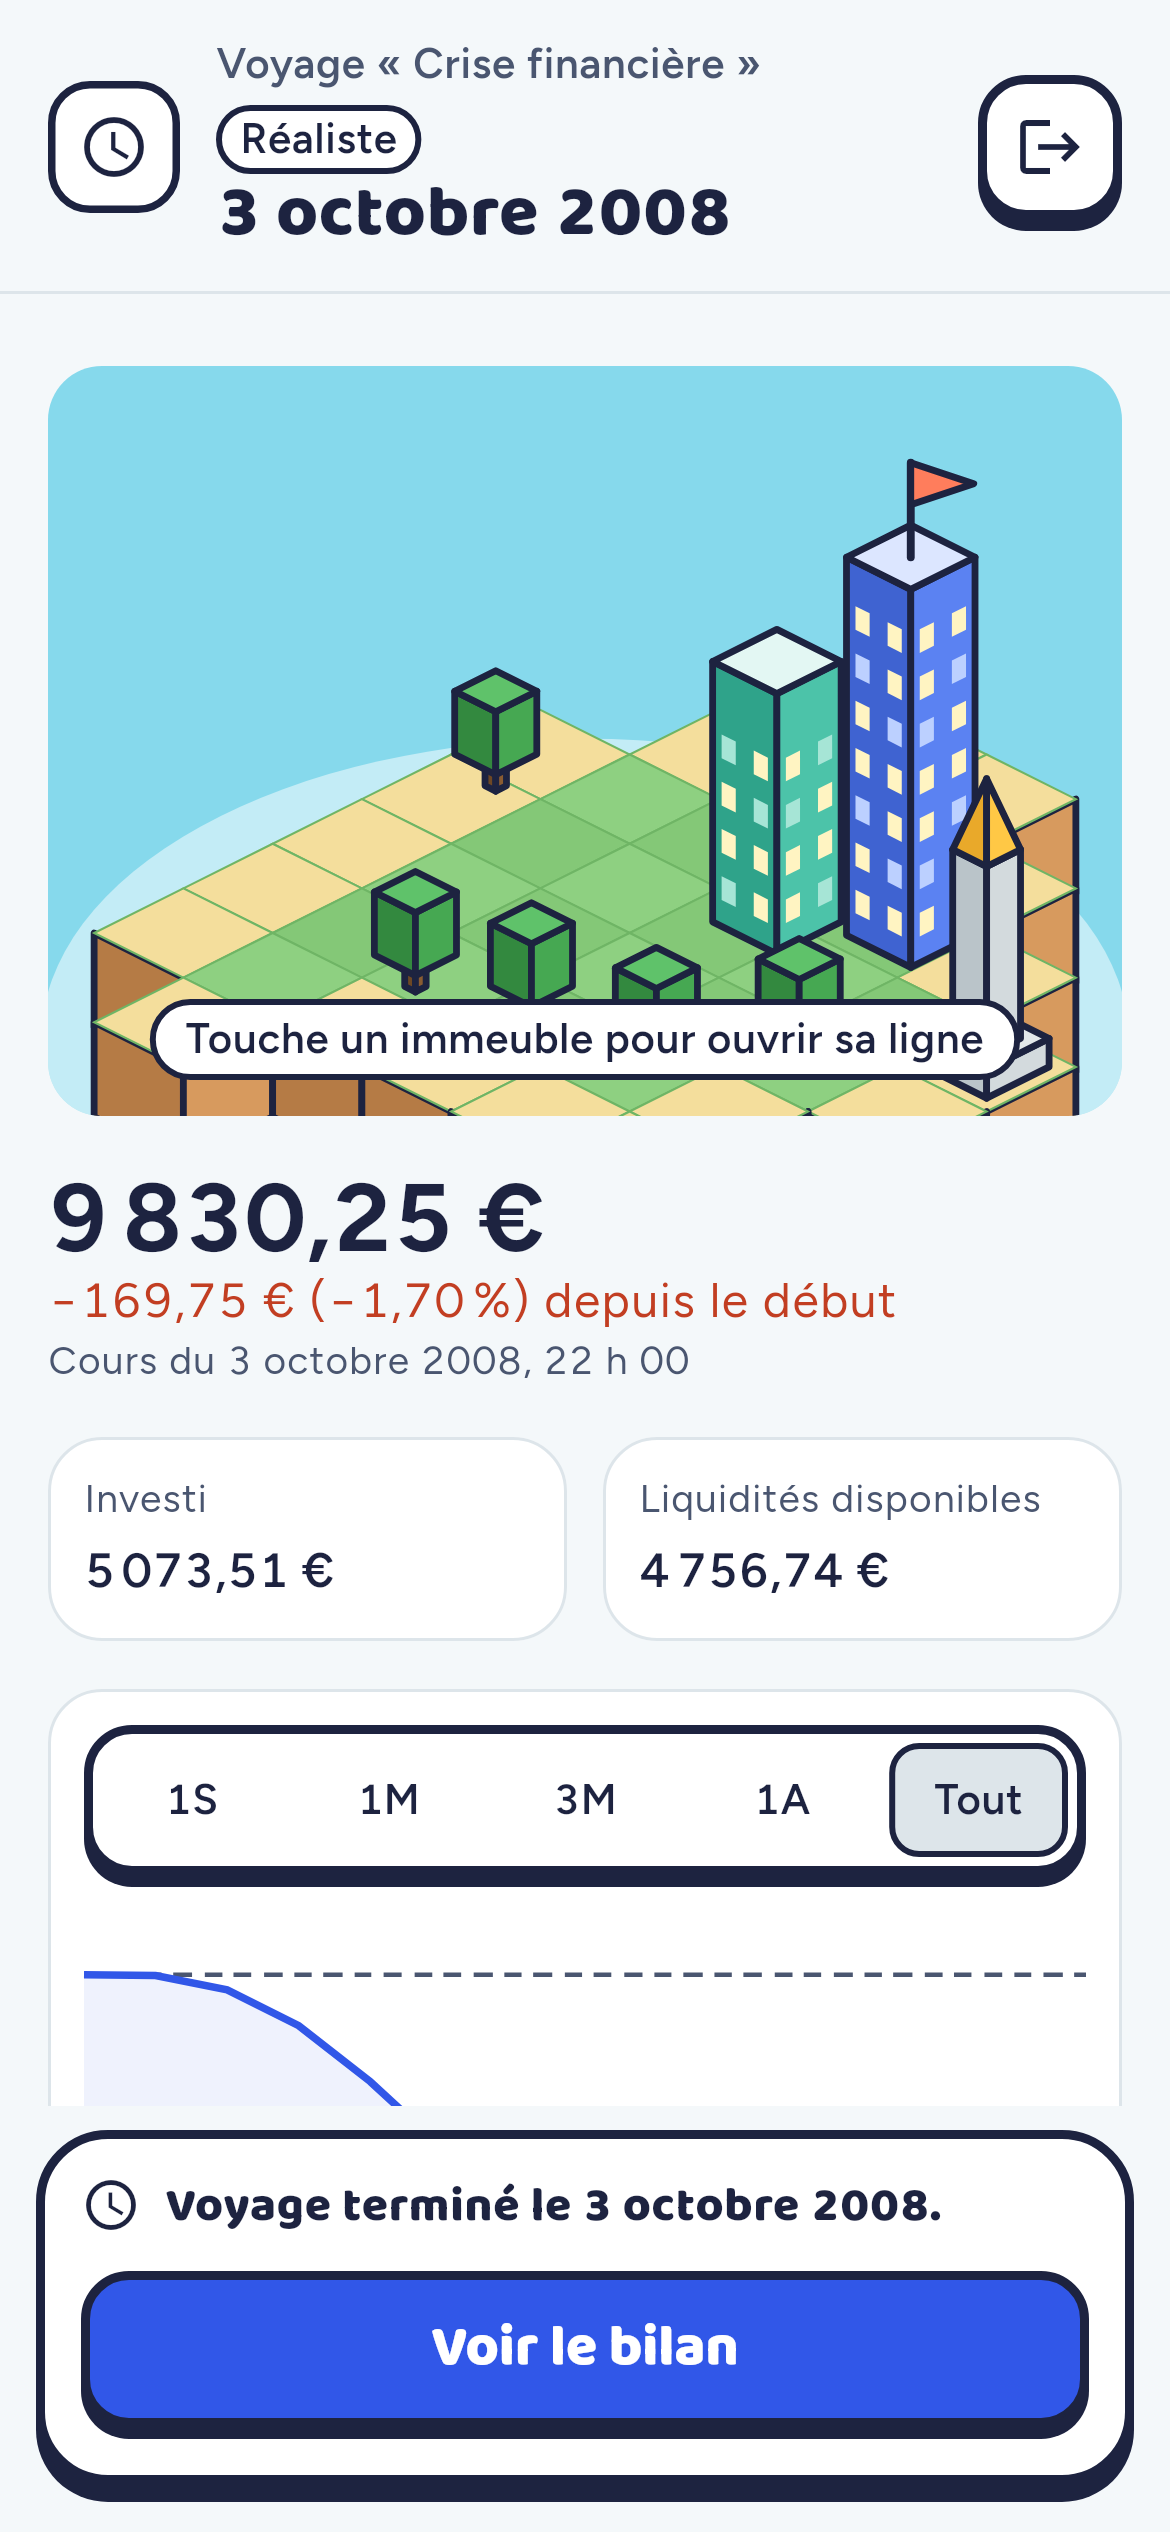 Voyage « Crise financière »
Réaliste
3 octobre 2008
Touche un immeuble pour ouvrir sa ligne
9 830,25 €
−169,75 € (−1,70 %) depuis le début
Cours du 3 octobre 2008, 22 h 00
Investi
5 073,51 €
Liquidités disponibles
4 756,74 €
1S 1M 3M 1A Tout
Voyage terminé le 3 octobre 2008.
Voir le bilan